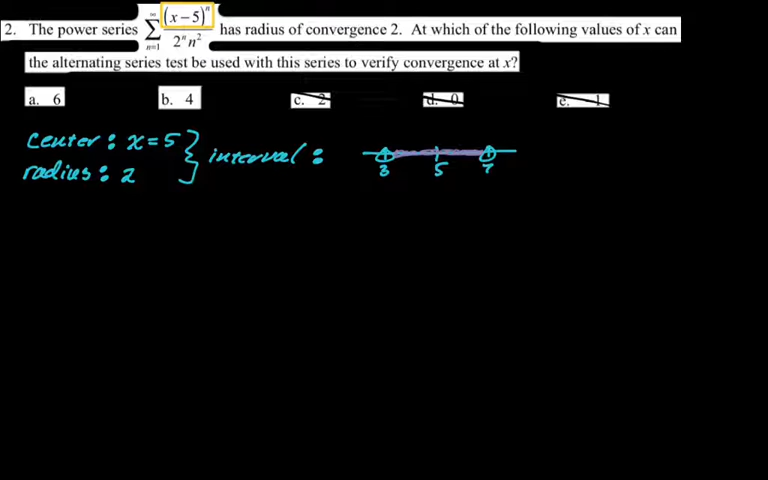 2. The power series ∑_{n=1}^{∞} (x−5)ⁿ / 2ⁿn² has radius of convergence 2. At which of the following values of x can
the alternating series test be used with this series to verify convergence at x?
a. 6 b. 4 c. 2 d. 0 e. −1
center: x=5 } interval:
radius: 2
3 5 7